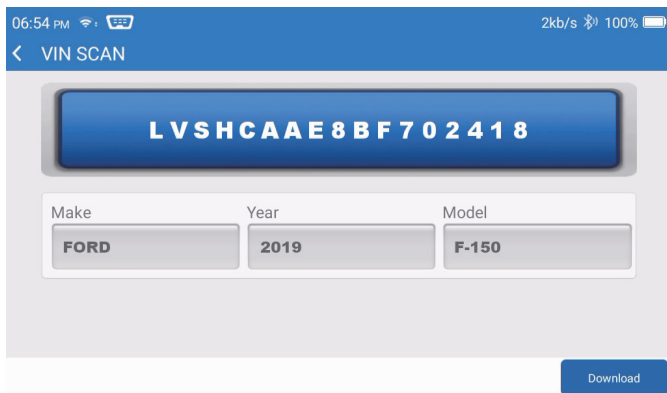 06:54 PM
2kb/s 100%
VIN SCAN
LVSHCAAE8BF702418
Make Year Model
FORD 2019 F-150
Download